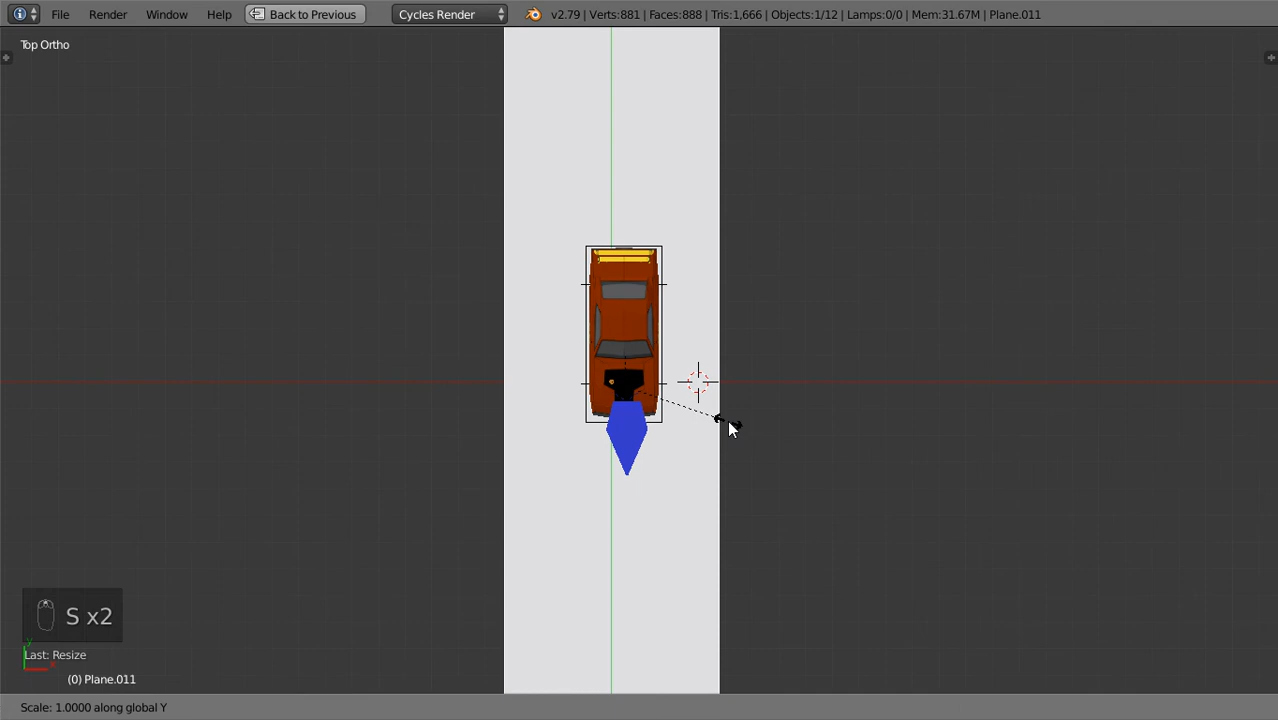 File Render Window Help Back to Previous Cycles Render v2.79 | Verts:881 | Faces:888 | Tris:1,666 | Objects:1/12 | Lamps:0/0 | Mem:31.67M | Plane.011
Top Ortho
S x2
y
Last: Resize
x
(0) Plane.011
Scale: 1.0000 along global Y